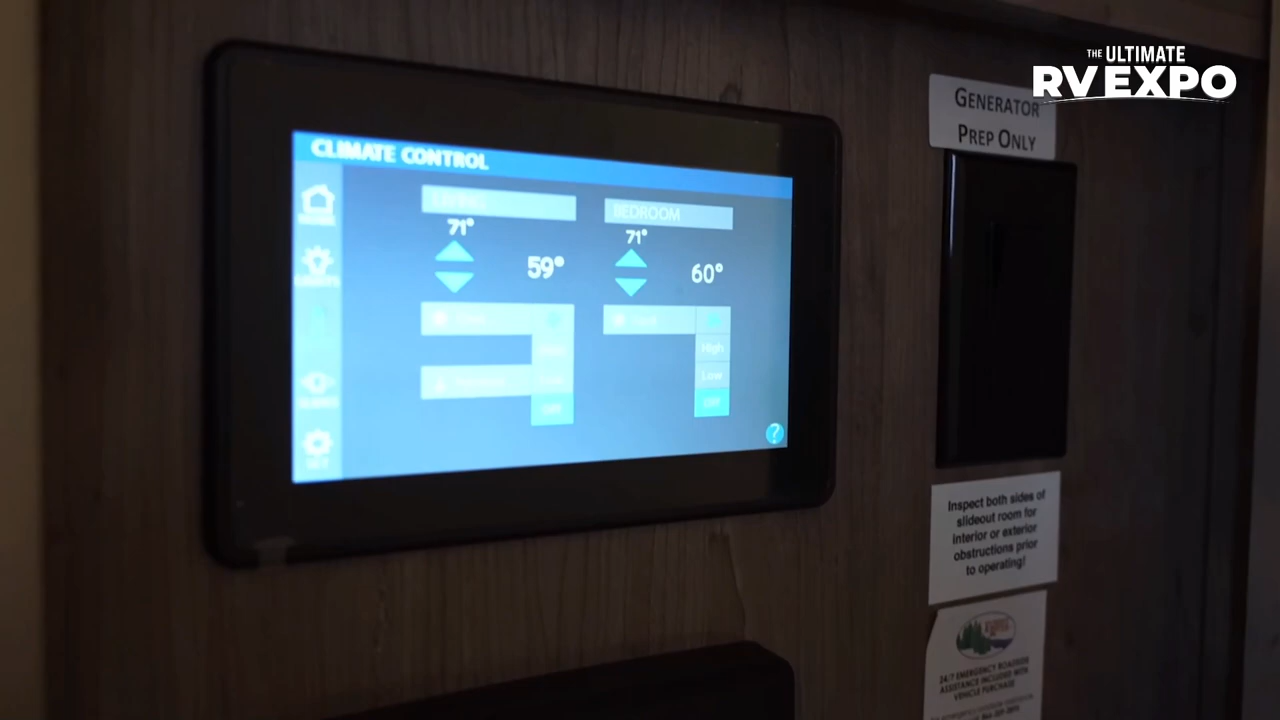 THE ULTIMATE
RV EXPO
GENERATOR
PREP ONLY
CLIMATE CONTROL
BEDROOM
71°
71°
59°
60°
High
Low
Off
SET
?
Inspect both sides of
slideout room for
interior or exterior
obstructions prior
to operating!
24/7 EMERGENCY ROADSIDE
ASSISTANCE INCLUDED WITH
VEHICLE PURCHASE